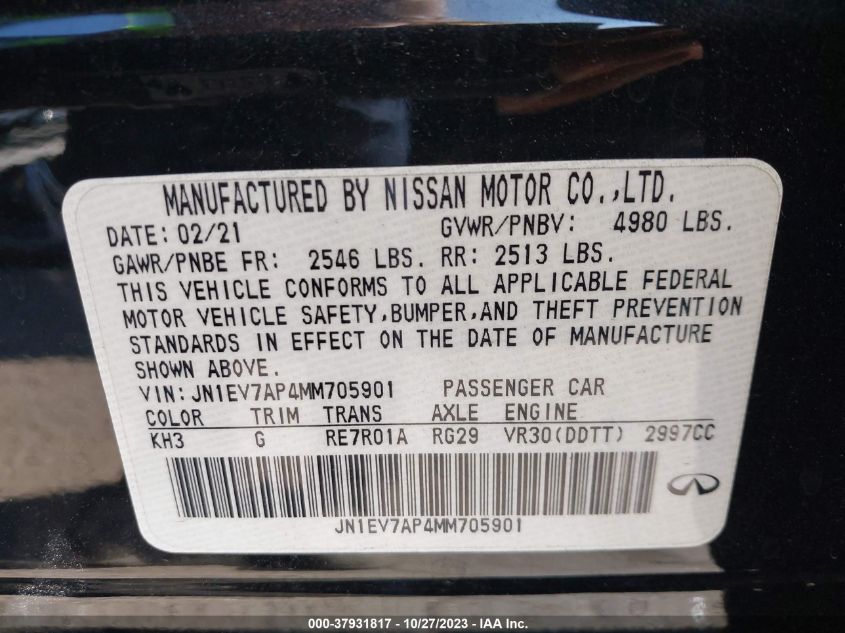 MANUFACTURED BY NISSAN MOTOR CO.,LTD.
DATE: 02/21 GVWR/PNBV: 4980 LBS.
GAWR/PNBE FR: 2546 LBS. RR: 2513 LBS.
THIS VEHICLE CONFORMS TO ALL APPLICABLE FEDERAL
MOTOR VEHICLE SAFETY,BUMPER,AND THEFT PREVENTION
STANDARDS IN EFFECT ON THE DATE OF MANUFACTURE
SHOWN ABOVE.
VIN: JN1EV7AP4MM705901 PASSENGER CAR
COLOR TRIM TRANS AXLE ENGINE
KH3 G RE7R01A RG29 VR30(DDTT) 2997CC
JN1EV7AP4MM705901
000-37931817 - 10/27/2023 - IAA Inc.